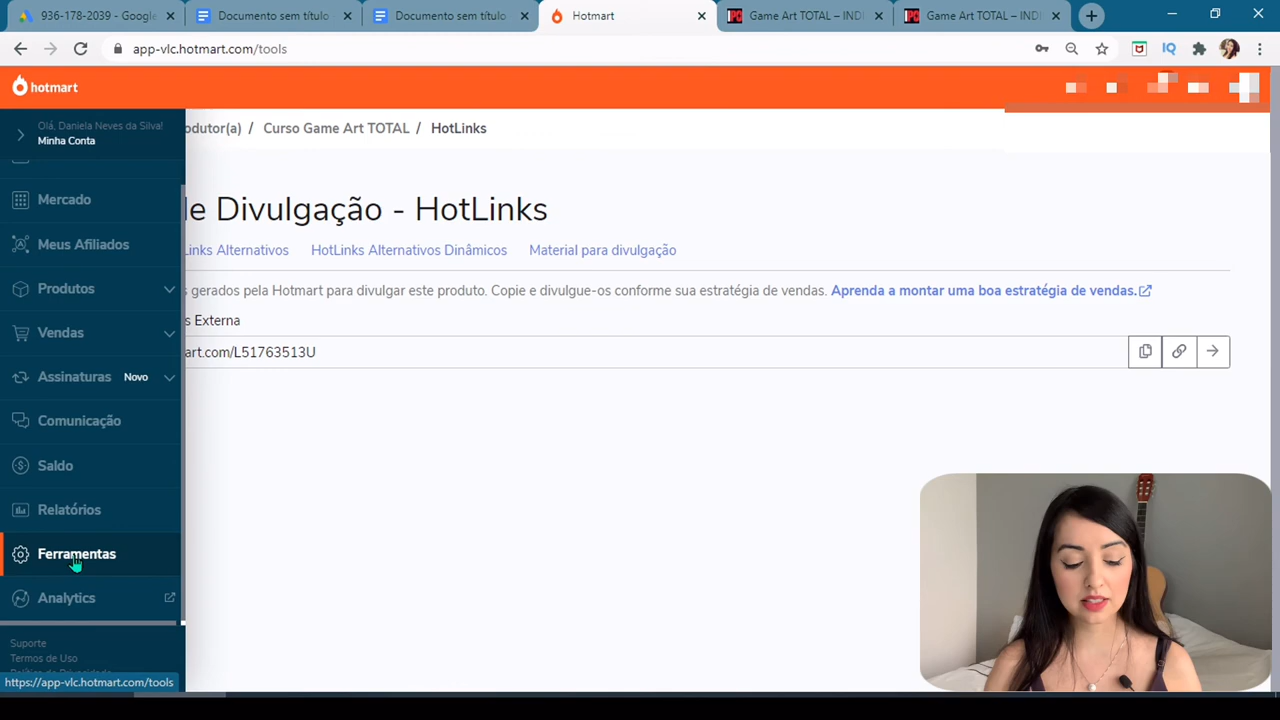 936-178-2039 - Google
Documento sem título
Documento sem título
Hotmart
Game Art TOTAL – INDI
Game Art TOTAL – IND
app-vlc.hotmart.com/tools
hotmart
Olá, Daniela Neves da Silva!
Minha Conta
odutor(a) / Curso Game Art TOTAL / HotLinks
Mercado
e Divulgação - HotLinks
Meus Afiliados
inks Alternativos HotLinks Alternativos Dinâmicos Material para divulgação
Produtos
s gerados pela Hotmart para divulgar este produto. Copie e divulgue-os conforme sua estratégia de vendas. Aprenda a montar uma boa estratégia de vendas.
s Externa
Vendas
art.com/L51763513U
Assinaturas Novo
Comunicação
Saldo
Relatórios
Ferramentas
Analytics
Suporte
Termos de Uso
https://app-vlc.hotmart.com/tools